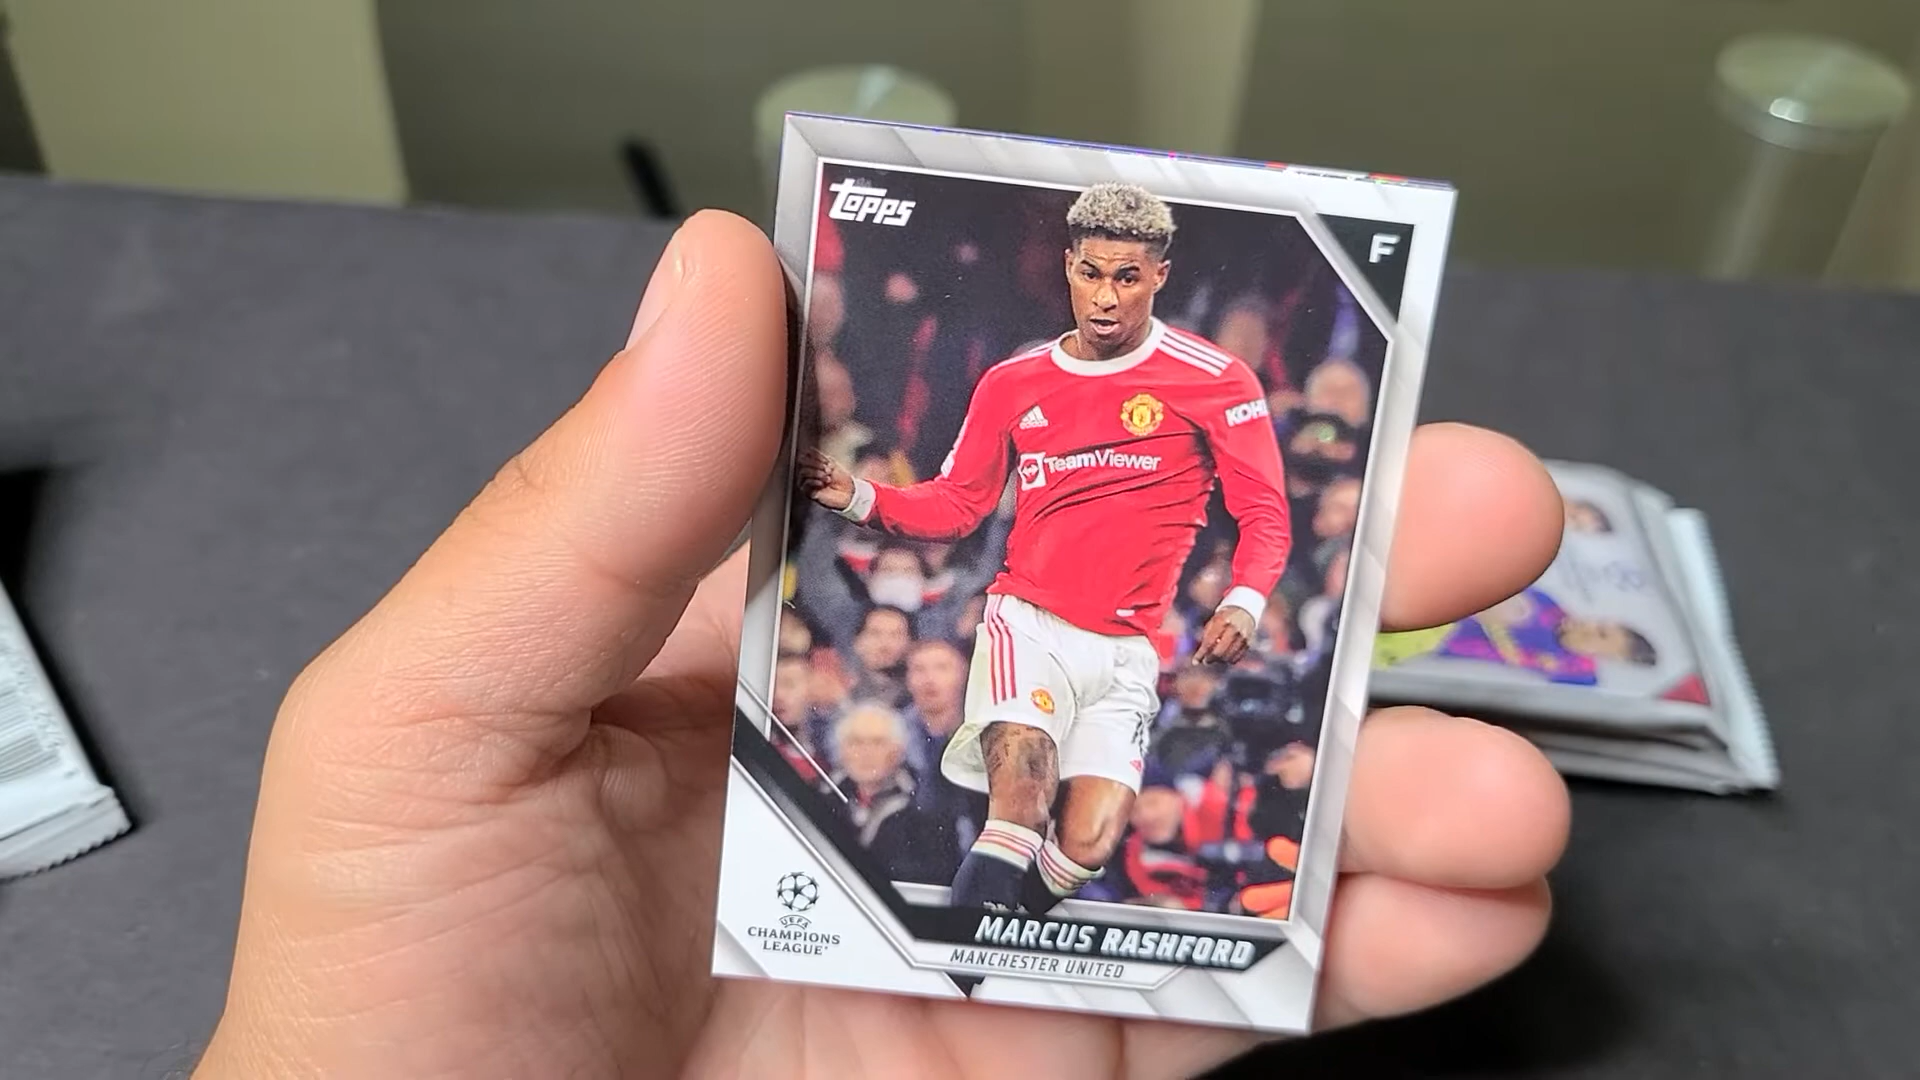 Topps
F
adidas
KOHL
TeamViewer
MARCUS RASHFORD
MANCHESTER UNITED
UEFA
CHAMPIONS
LEAGUE